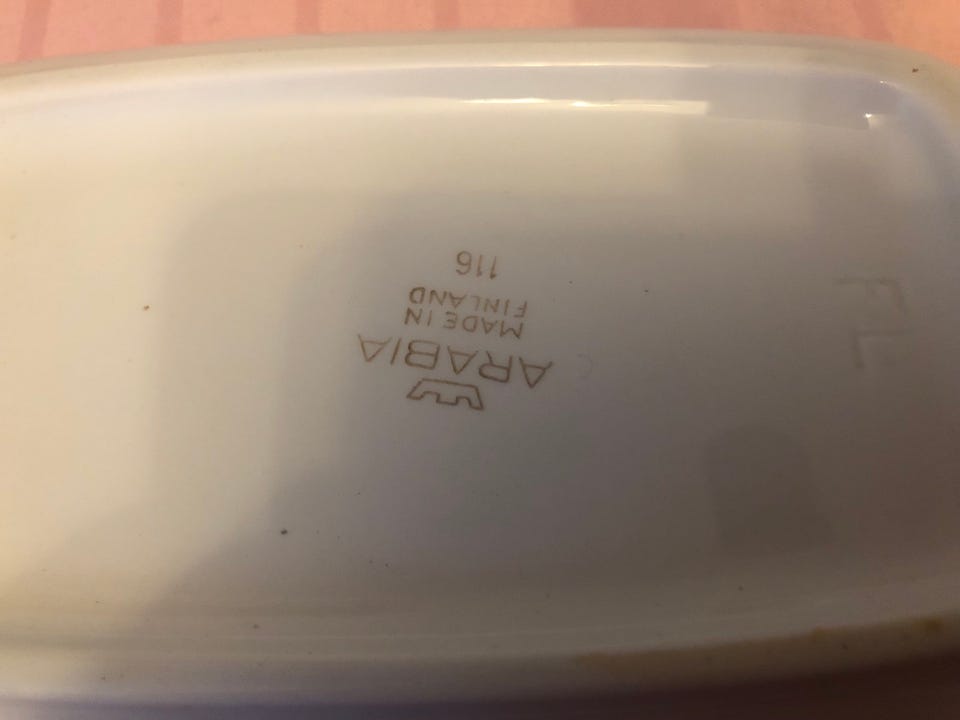 ARABIA
MADE IN
FINLAND
116